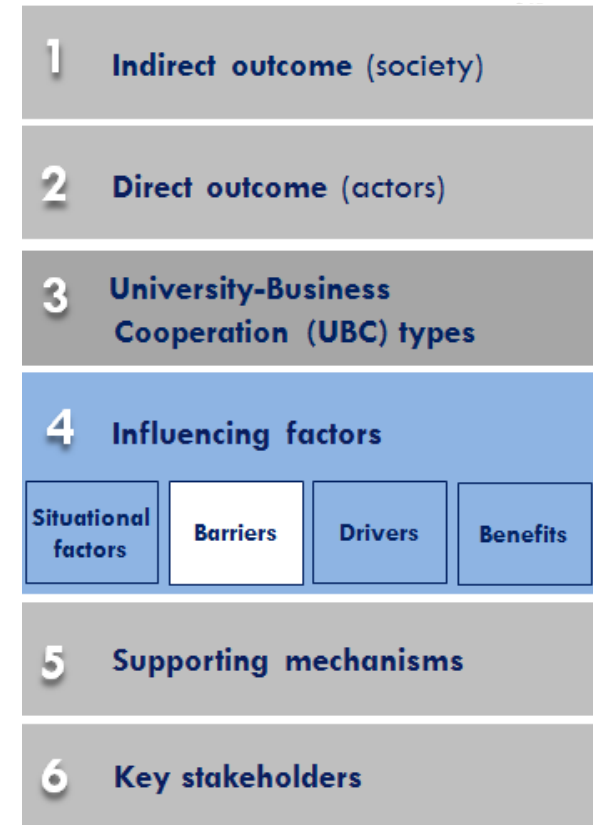 1 Indirect outcome (society)
2 Direct outcome (actors)
3 University-Business
Cooperation (UBC) types
4 Influencing factors
Situational
factors
Barriers
Drivers
Benefits
5 Supporting mechanisms
6 Key stakeholders